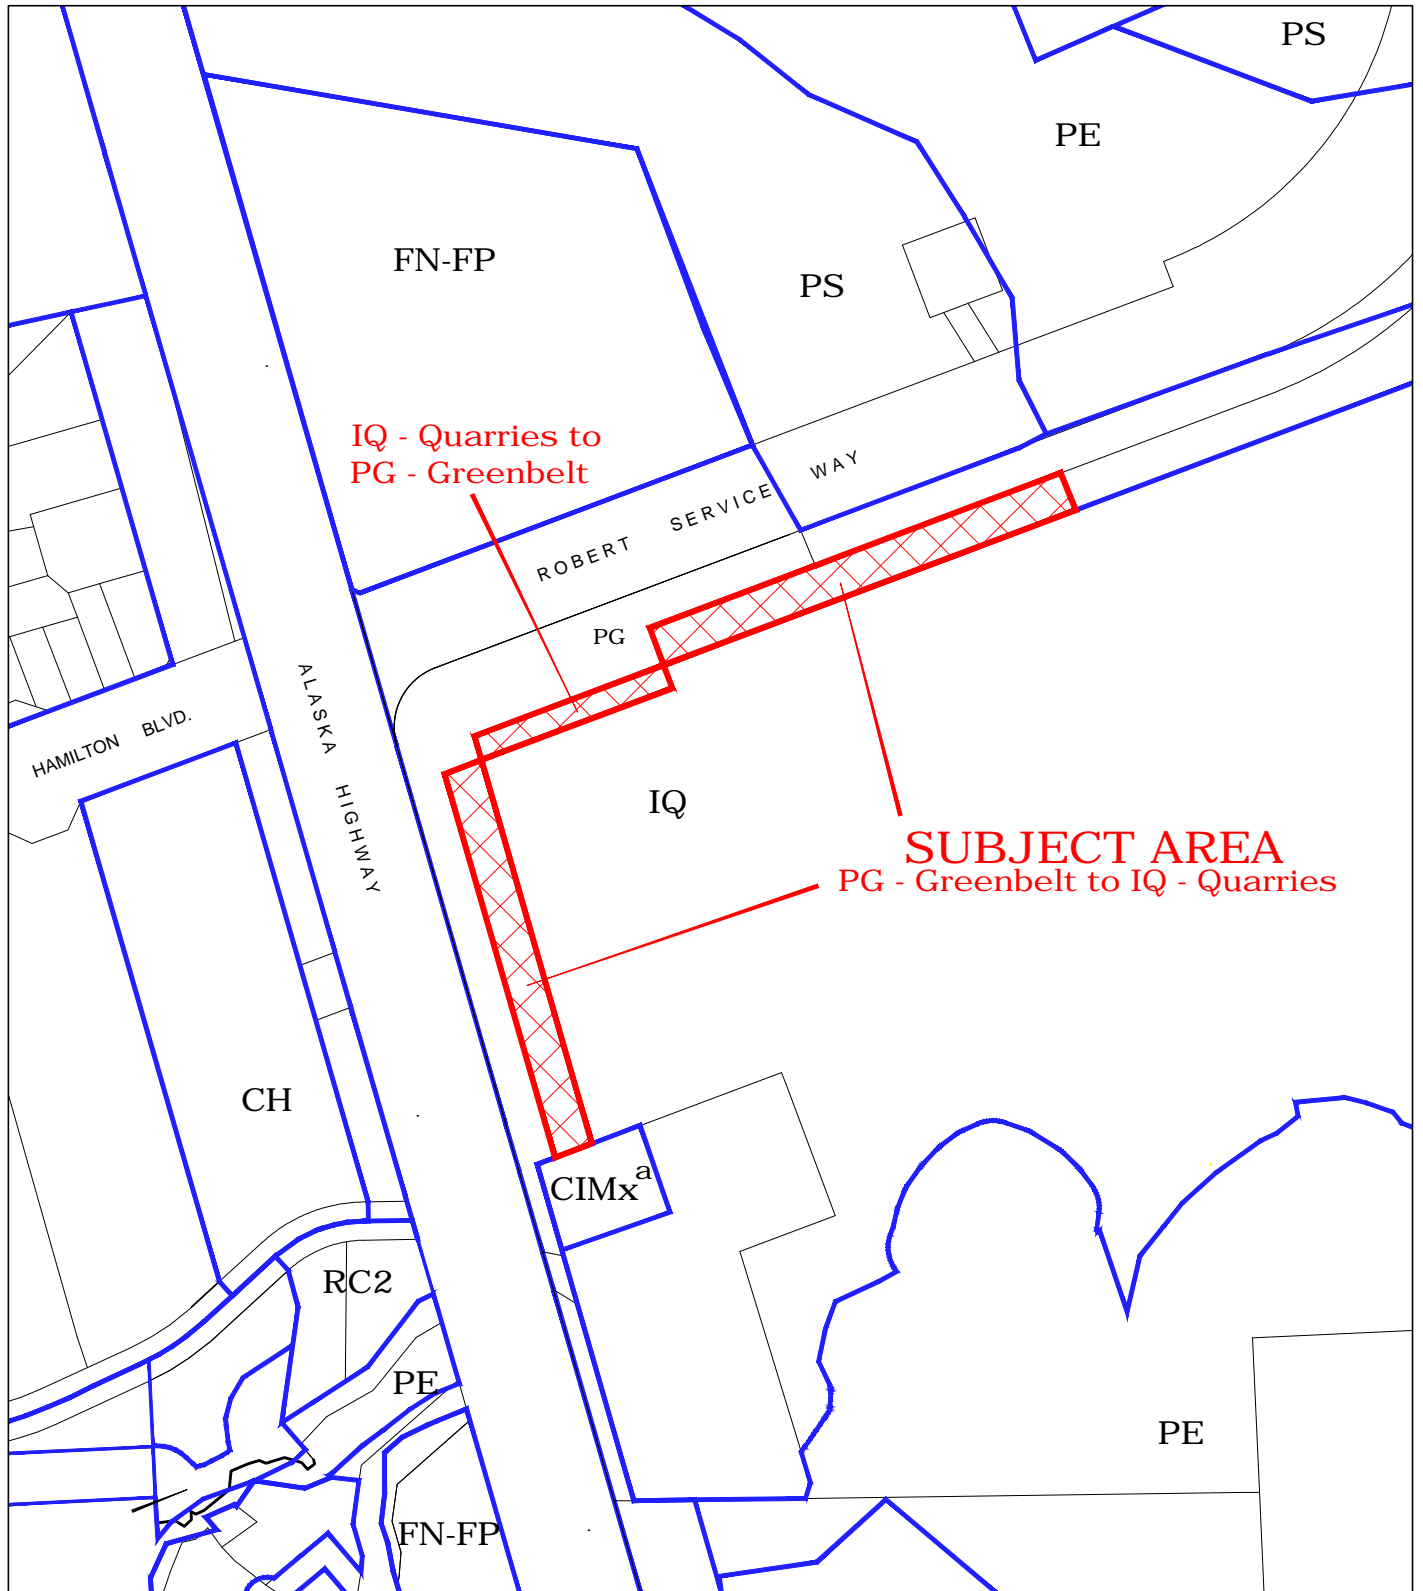 PS
PE
FN-FP
PS
IQ - Quarries to
PG - Greenbelt
ROBERT SERVICE WAY
PG
ALASKA HIGHWAY
HAMILTON BLVD.
IQ
SUBJECT AREA
PG - Greenbelt to IQ - Quarries
CH
CIMx a
RC2
PE
PE
FN-FP